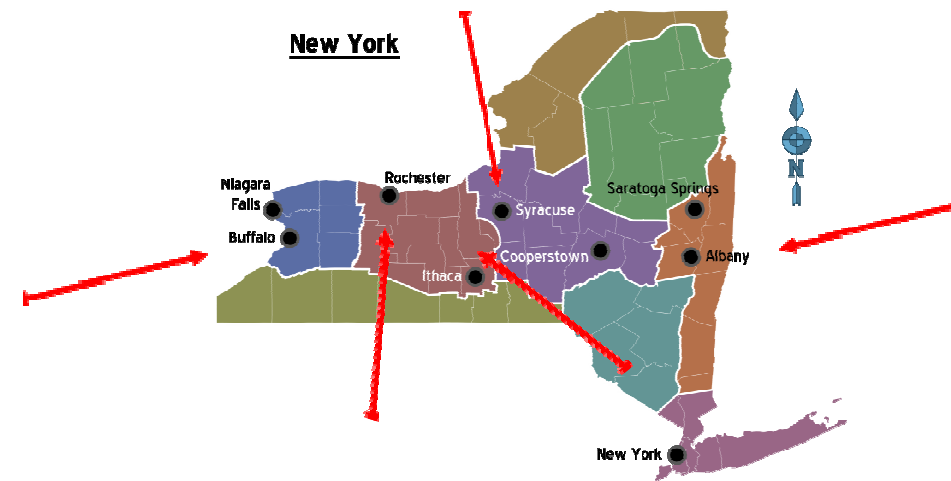 New York
Niagara
Falls
Rochester
Buffalo
Syracuse
Saratoga Springs
Cooperstown
Albany
Ithaca
New York
N